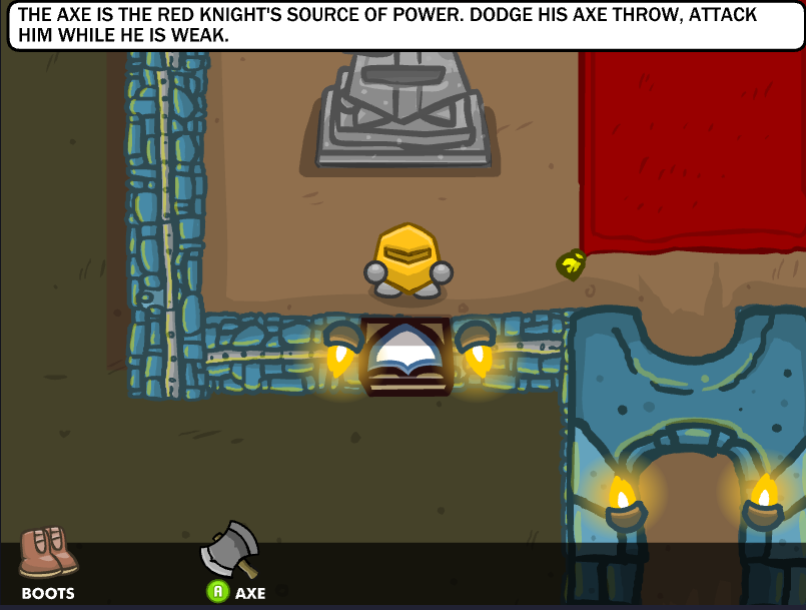 THE AXE IS THE RED KNIGHT'S SOURCE OF POWER. DODGE HIS AXE THROW, ATTACK
HIM WHILE HE IS WEAK.
BOOTS
A AXE